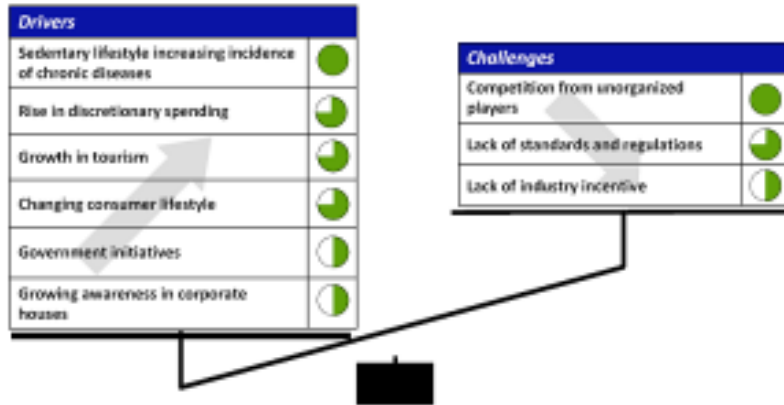 Drivers
Sedentary lifestyle increasing incidence
of chronic diseases
Rise in discretionary spending
Growth in tourism
Changing consumer lifestyle
Government initiatives
Growing awareness in corporate
houses
Challenges
Competition from unorganized
players
Lack of standards and regulations
Lack of industry incentive